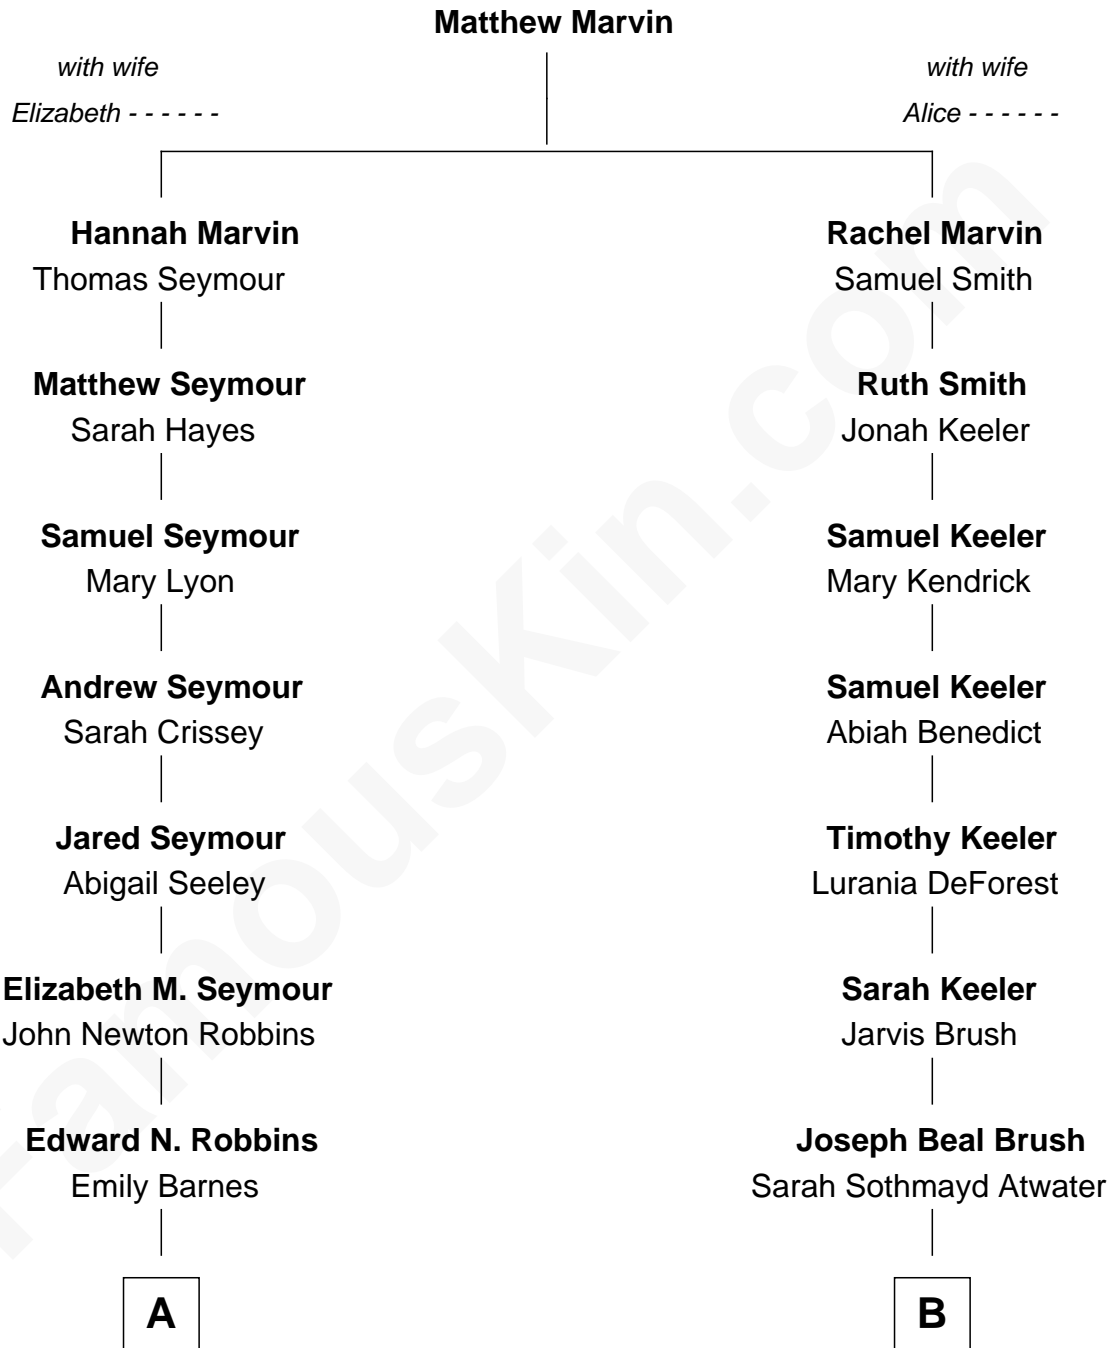 Matthew Marvin
with wife
Elizabeth - - - - - -
with wife
Alice - - - - - -
Hannah Marvin
Thomas Seymour
Rachel Marvin
Samuel Smith
Matthew Seymour
Sarah Hayes
Ruth Smith
Jonah Keeler
Samuel Seymour
Mary Lyon
Samuel Keeler
Mary Kendrick
Andrew Seymour
Sarah Crissey
Samuel Keeler
Abiah Benedict
Jared Seymour
Abigail Seeley
Timothy Keeler
Lurania DeForest
Elizabeth M. Seymour
John Newton Robbins
Sarah Keeler
Jarvis Brush
Edward N. Robbins
Emily Barnes
Joseph Beal Brush
Sarah Sothmayd Atwater
A
B
FamousKin.com